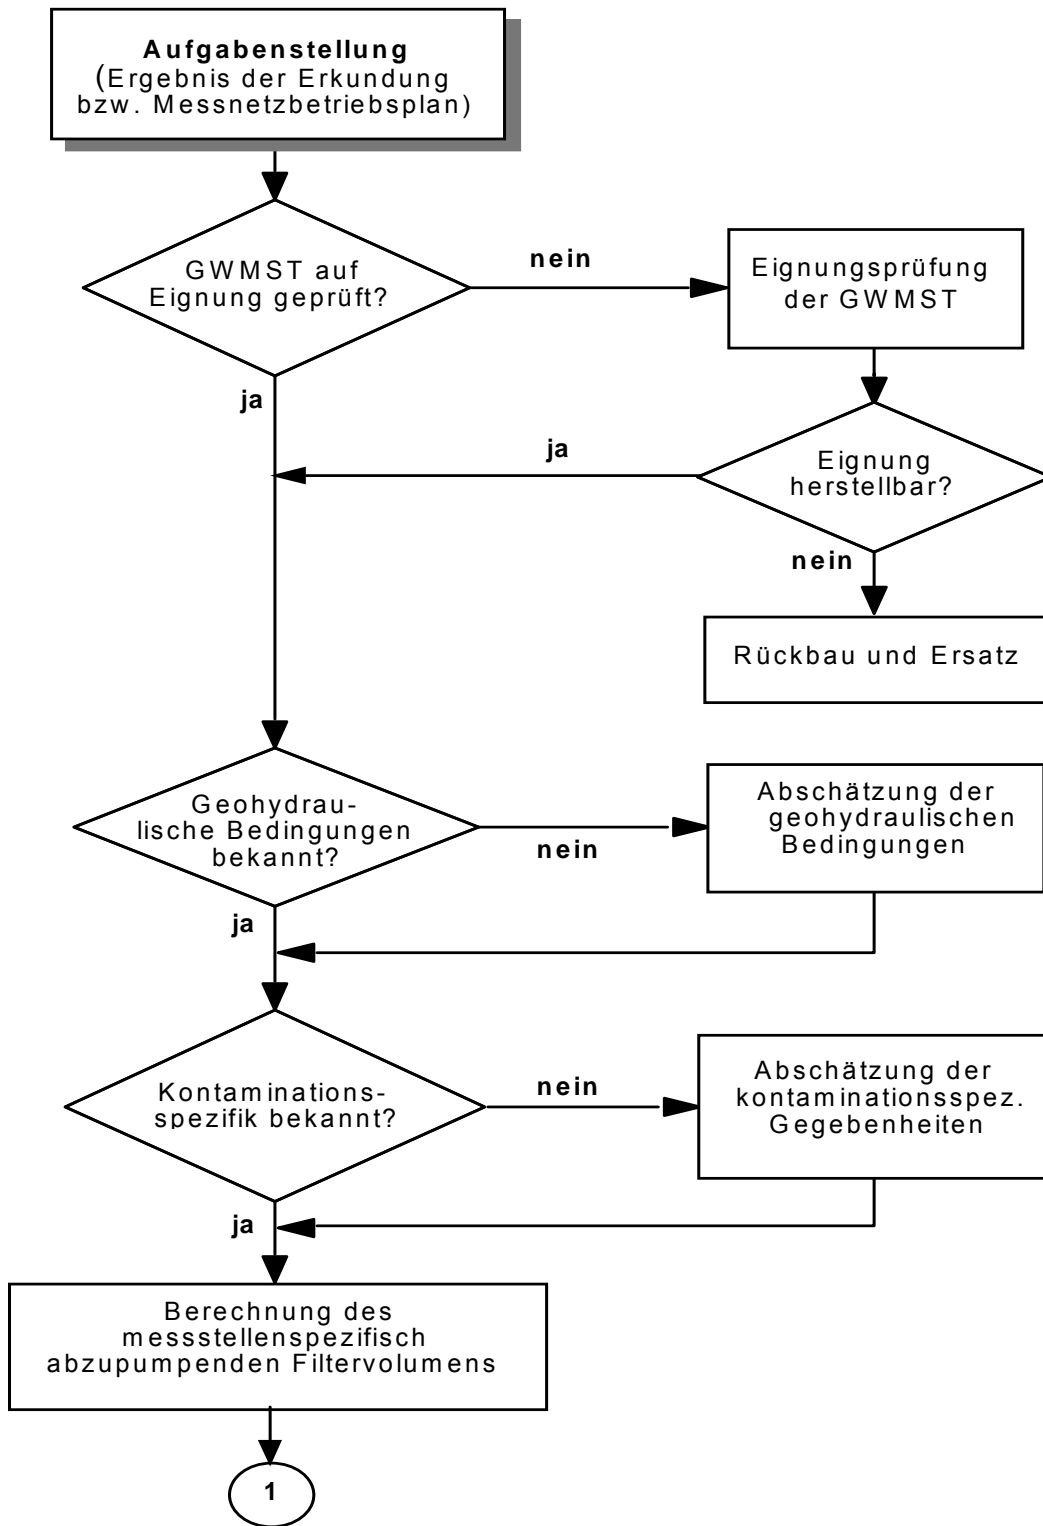 Aufgabenstellung
(Ergebnis der Erkundung
bzw. Messnetzbetriebsplan)
GWMST auf
Eignung geprüft?
nein
Eignungsprüfung
der GWMST
ja
ja
Eignung
herstellbar?
nein
Rückbau und Ersatz
Geohydrau-
lische Bedingungen
bekannt?
nein
Abschätzung der
geohydraulischen
Bedingungen
ja
Kontaminations-
spezifik bekannt?
nein
Abschätzung der
kontaminationsspez.
Gegebenheiten
ja
Berechnung des
messstellenspezifisch
abzupumpenden Filtervolumens
1